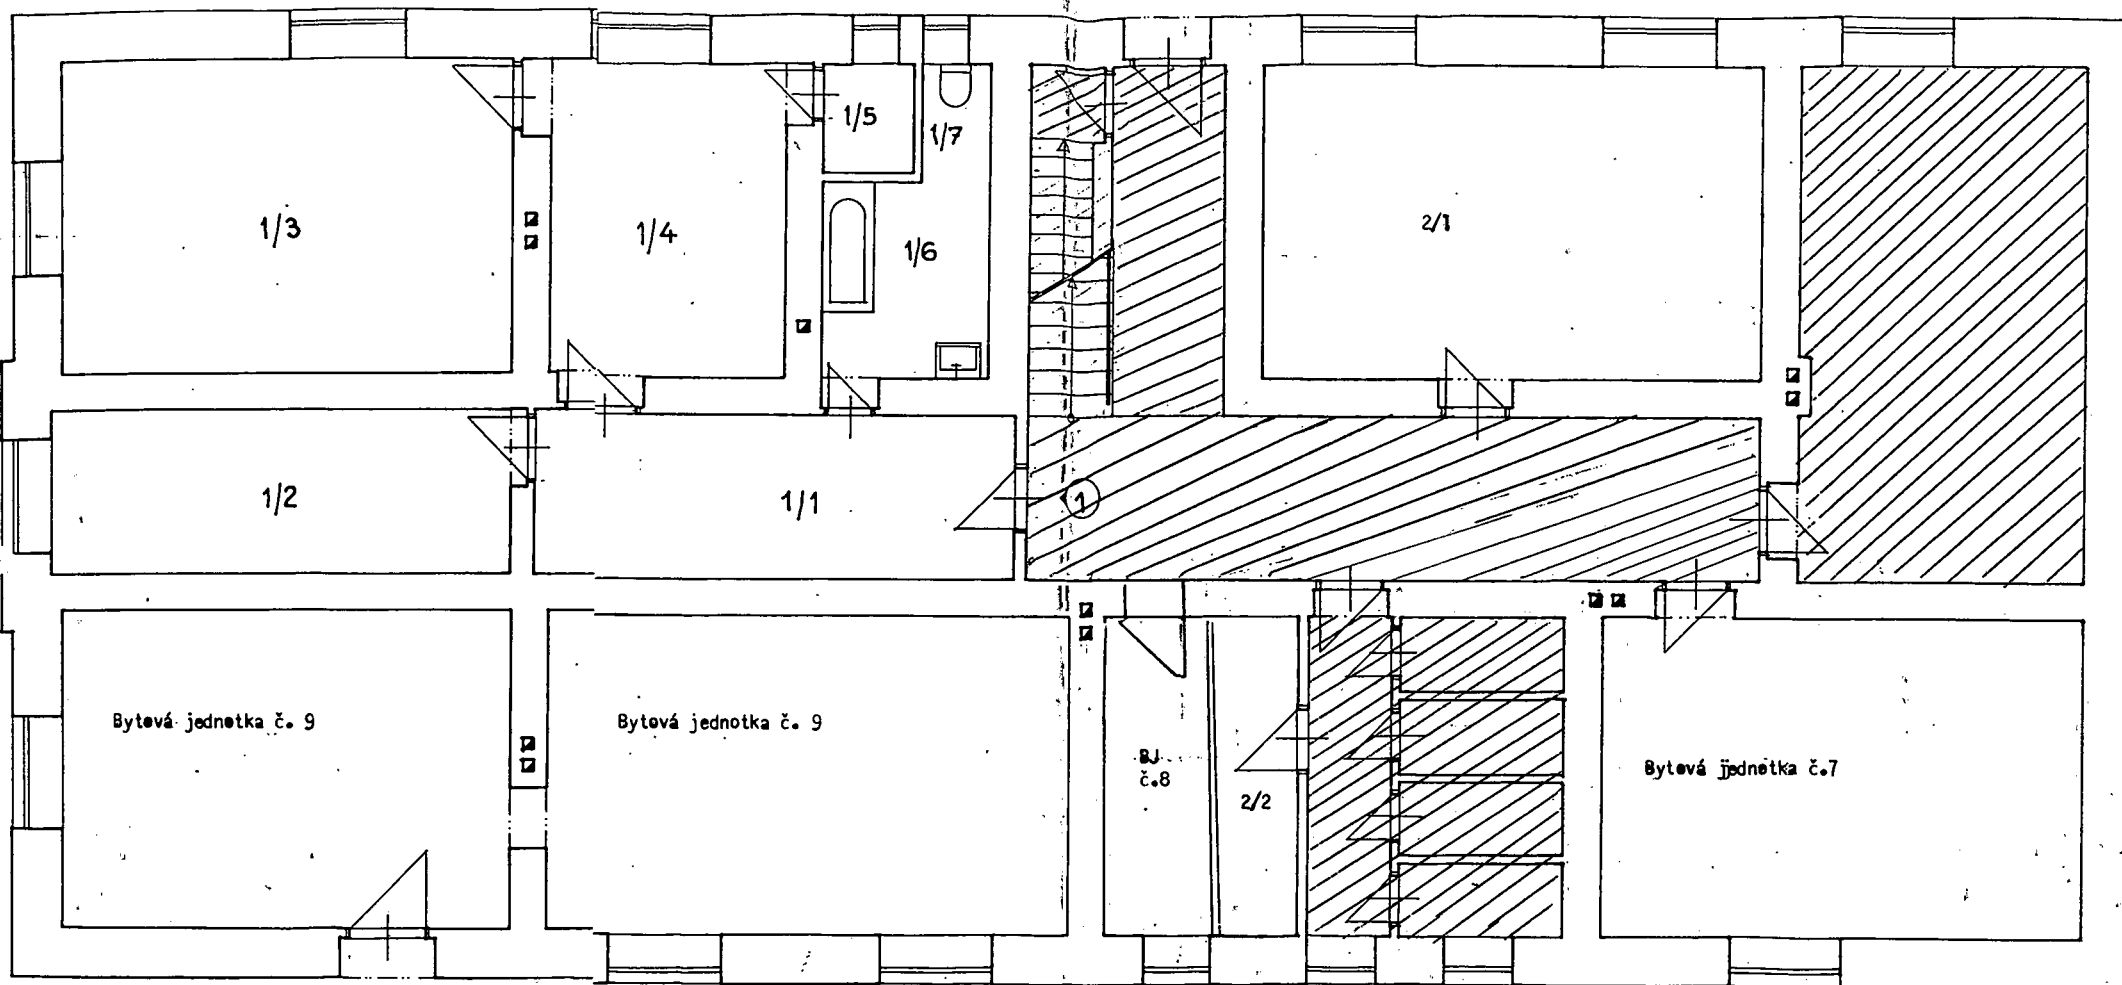 1/5
1/7
1/3
1/4
1/6
2/1
1/2
1/1
1
Bytová jednotka č. 9
Bytová jednotka č. 9
BJ
č.8
2/2
Bytová jednotka č.7